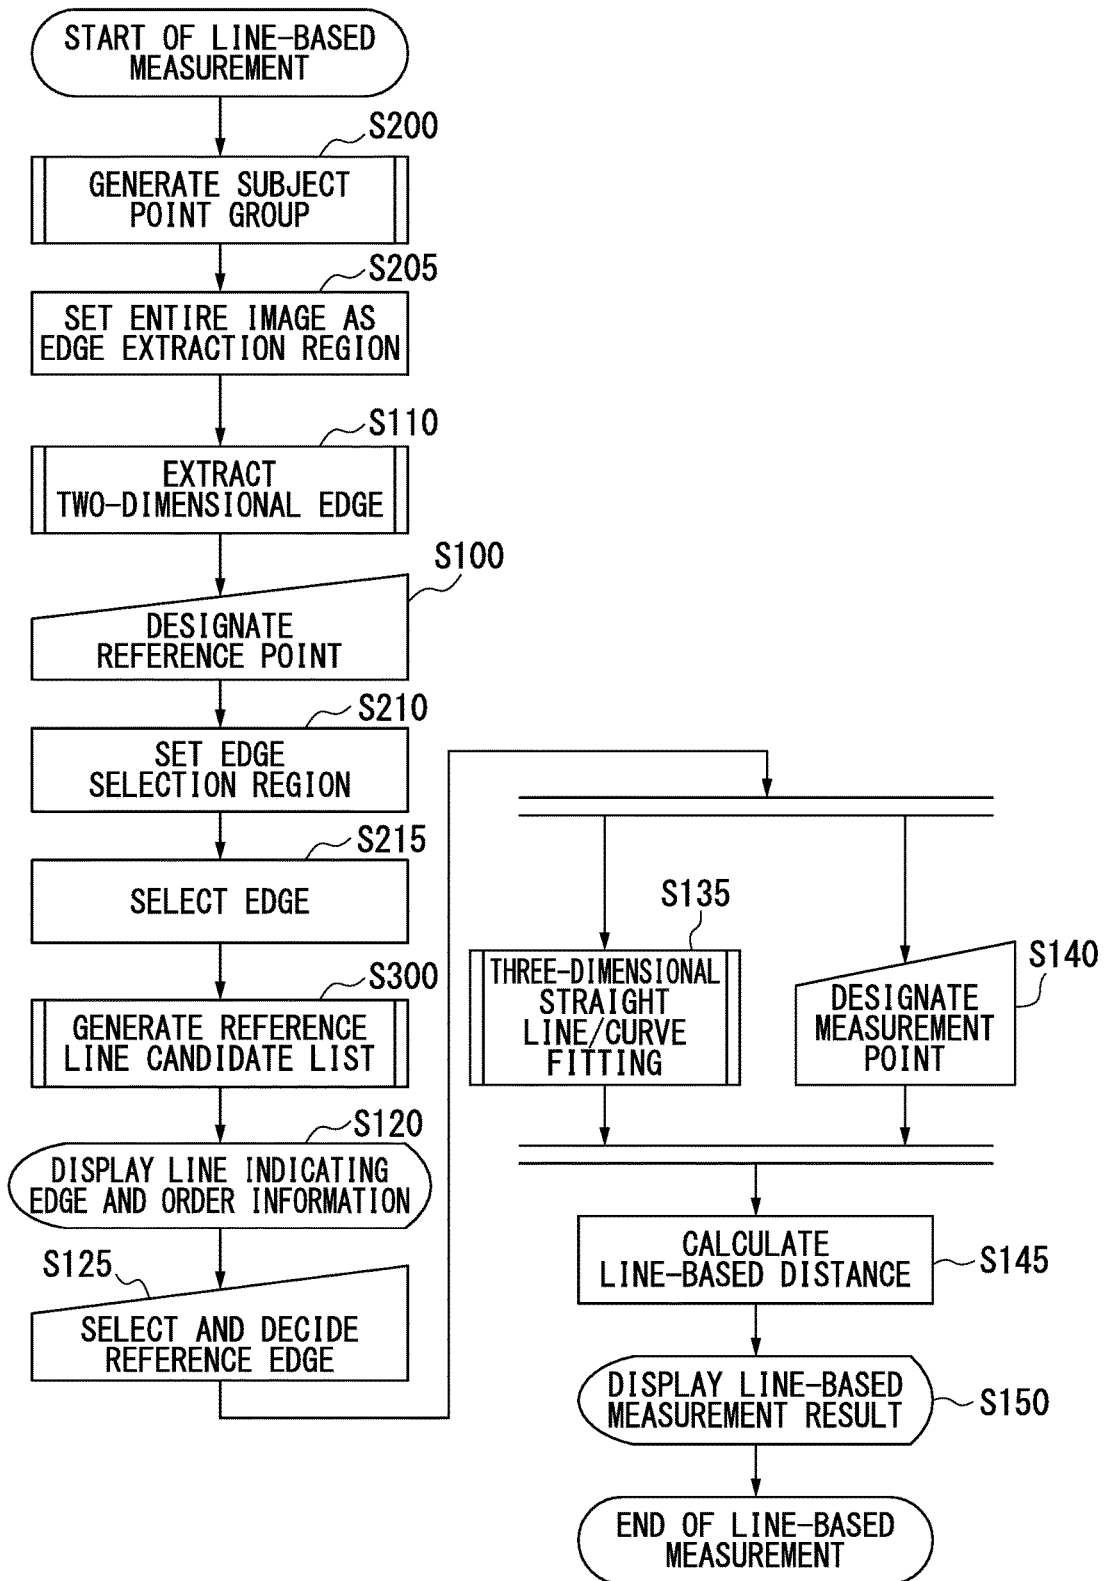 START OF LINE-BASED
MEASUREMENT
S200
GENERATE SUBJECT
POINT GROUP
S205
SET ENTIRE IMAGE AS
EDGE EXTRACTION REGION
S110
EXTRACT
TWO-DIMENSIONAL EDGE
S100
DESIGNATE
REFERENCE POINT
S210
SET EDGE
SELECTION REGION
S215
SELECT EDGE
S300
GENERATE REFERENCE
LINE CANDIDATE LIST
S120
DISPLAY LINE INDICATING
EDGE AND ORDER INFORMATION
S125
SELECT AND DECIDE
REFERENCE EDGE
S135
THREE-DIMENSIONAL
STRAIGHT
LINE/CURVE
FITTING
S140
DESIGNATE
MEASUREMENT
POINT
CALCULATE
LINE-BASED DISTANCE
S145
DISPLAY LINE-BASED
MEASUREMENT RESULT
S150
END OF LINE-BASED
MEASUREMENT